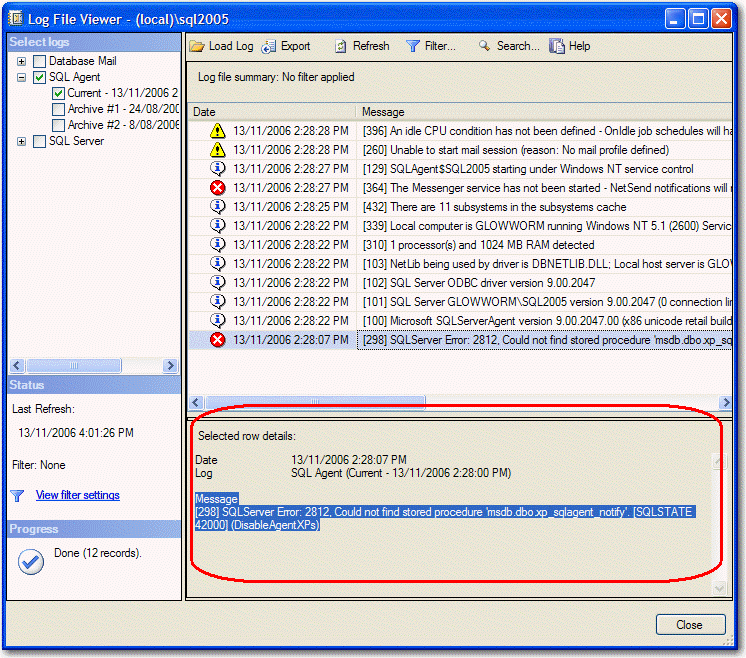 Log File Viewer - (local)\sql2005
Select logs
Database Mail
SQL Agent
Current - 13/11/2006 2
Archive #1 - 24/08/200
Archive #2 - 8/08/2006
SQL Server
Status
Last Refresh:
13/11/2006 4:01:26 PM
Filter: None
View filter settings
Progress
Done (12 records).
Load Log Export Refresh Filter... Search... Help
Log file summary: No filter applied
Date Message
13/11/2006 2:28:28 PM [396] An idle CPU condition has not been defined - OnIdle job schedules will ha
13/11/2006 2:28:28 PM [260] Unable to start mail session (reason: No mail profile defined)
13/11/2006 2:28:27 PM [129] SQLAgent$SQL2005 starting under Windows NT service control
13/11/2006 2:28:27 PM [364] The Messenger service has not been started - NetSend notifications will
13/11/2006 2:28:25 PM [432] There are 11 subsystems in the subsystems cache
13/11/2006 2:28:22 PM [339] Local computer is GLOWWORM running Windows NT 5.1 (2600) Servic
13/11/2006 2:28:22 PM [310] 1 processor(s) and 1024 MB RAM detected
13/11/2006 2:28:22 PM [103] NetLib being used by driver is DBNETLIB.DLL; Local host server is GLOW
13/11/2006 2:28:22 PM [102] SQL Server ODBC driver version 9.00.2047
13/11/2006 2:28:22 PM [101] SQL Server GLOWWORM\SQL2005 version 9.00.2047 (0 connection lin
13/11/2006 2:28:22 PM [100] Microsoft SQLServerAgent version 9.00.2047.00 (x86 unicode retail build
13/11/2006 2:28:07 PM [298] SQLServer Error: 2812, Could not find stored procedure 'msdb.dbo.xp_sq
Selected row details:
Date 13/11/2006 2:28:07 PM
Log SQL Agent (Current - 13/11/2006 2:28:00 PM)
Message
[298] SQLServer Error: 2812, Could not find stored procedure 'msdb.dbo.xp_sqlagent_notify'. [SQLSTATE
42000] (DisableAgentXPs)
Close